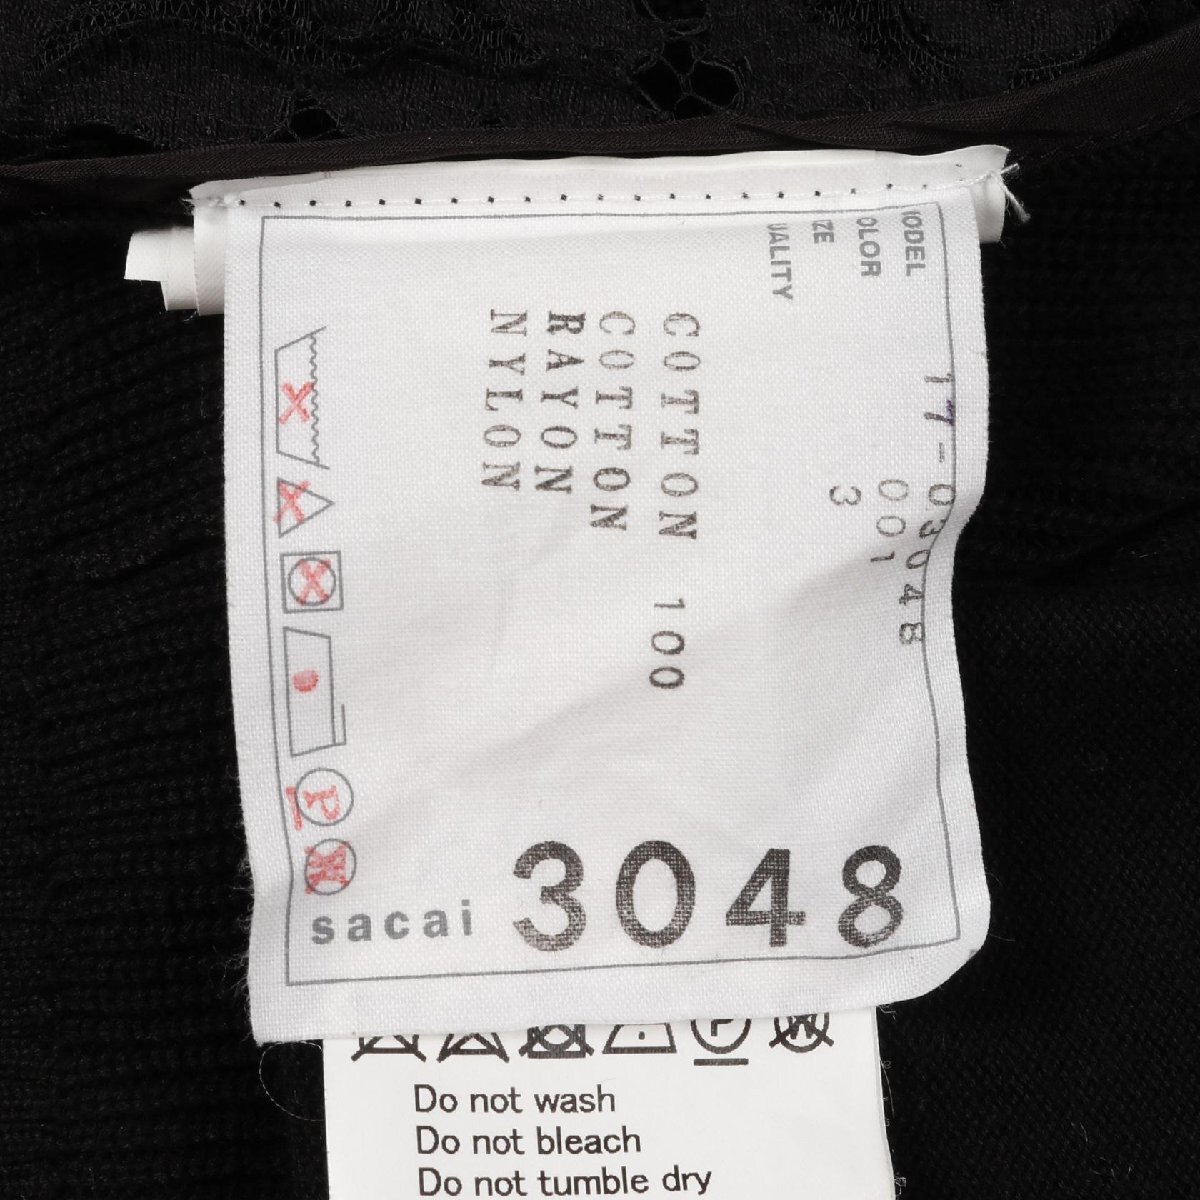 MODEL 17-03048
COLOR 001
SIZE 3
QUALITY
COTTON 100
COTTON
RAYON
NYLON
P
sacai 3048
P W
Do not wash
Do not bleach
Do not tumble dry